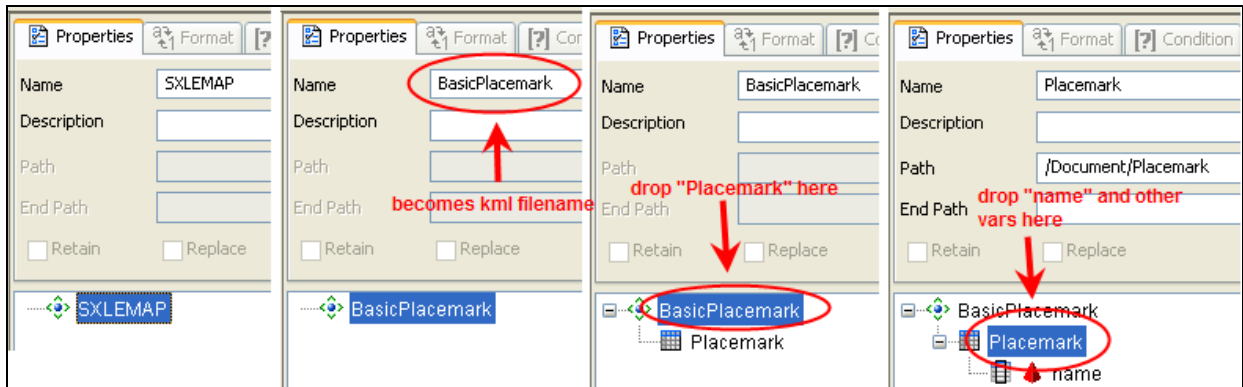 Properties Format [?]
Name SXLEMAP
Description
Path
End Path
Retain Replace
SXLEMAP
Properties Format [?] Cor
Name BasicPlacemark
Description
Path
becomes kml filename
End Path
Retain Replace
BasicPlacemark
Properties Format [?] Co
Name BasicPlacemark
Description
Path
drop "Placemark" here
End Path
Retain Replace
BasicPlacemark
Placemark
Properties Format [?] Condition
Name Placemark
Description
Path /Document/Placemark
drop "name" and other
End Path vars here
Retain Replace
BasicPlacemark
Placemark
name